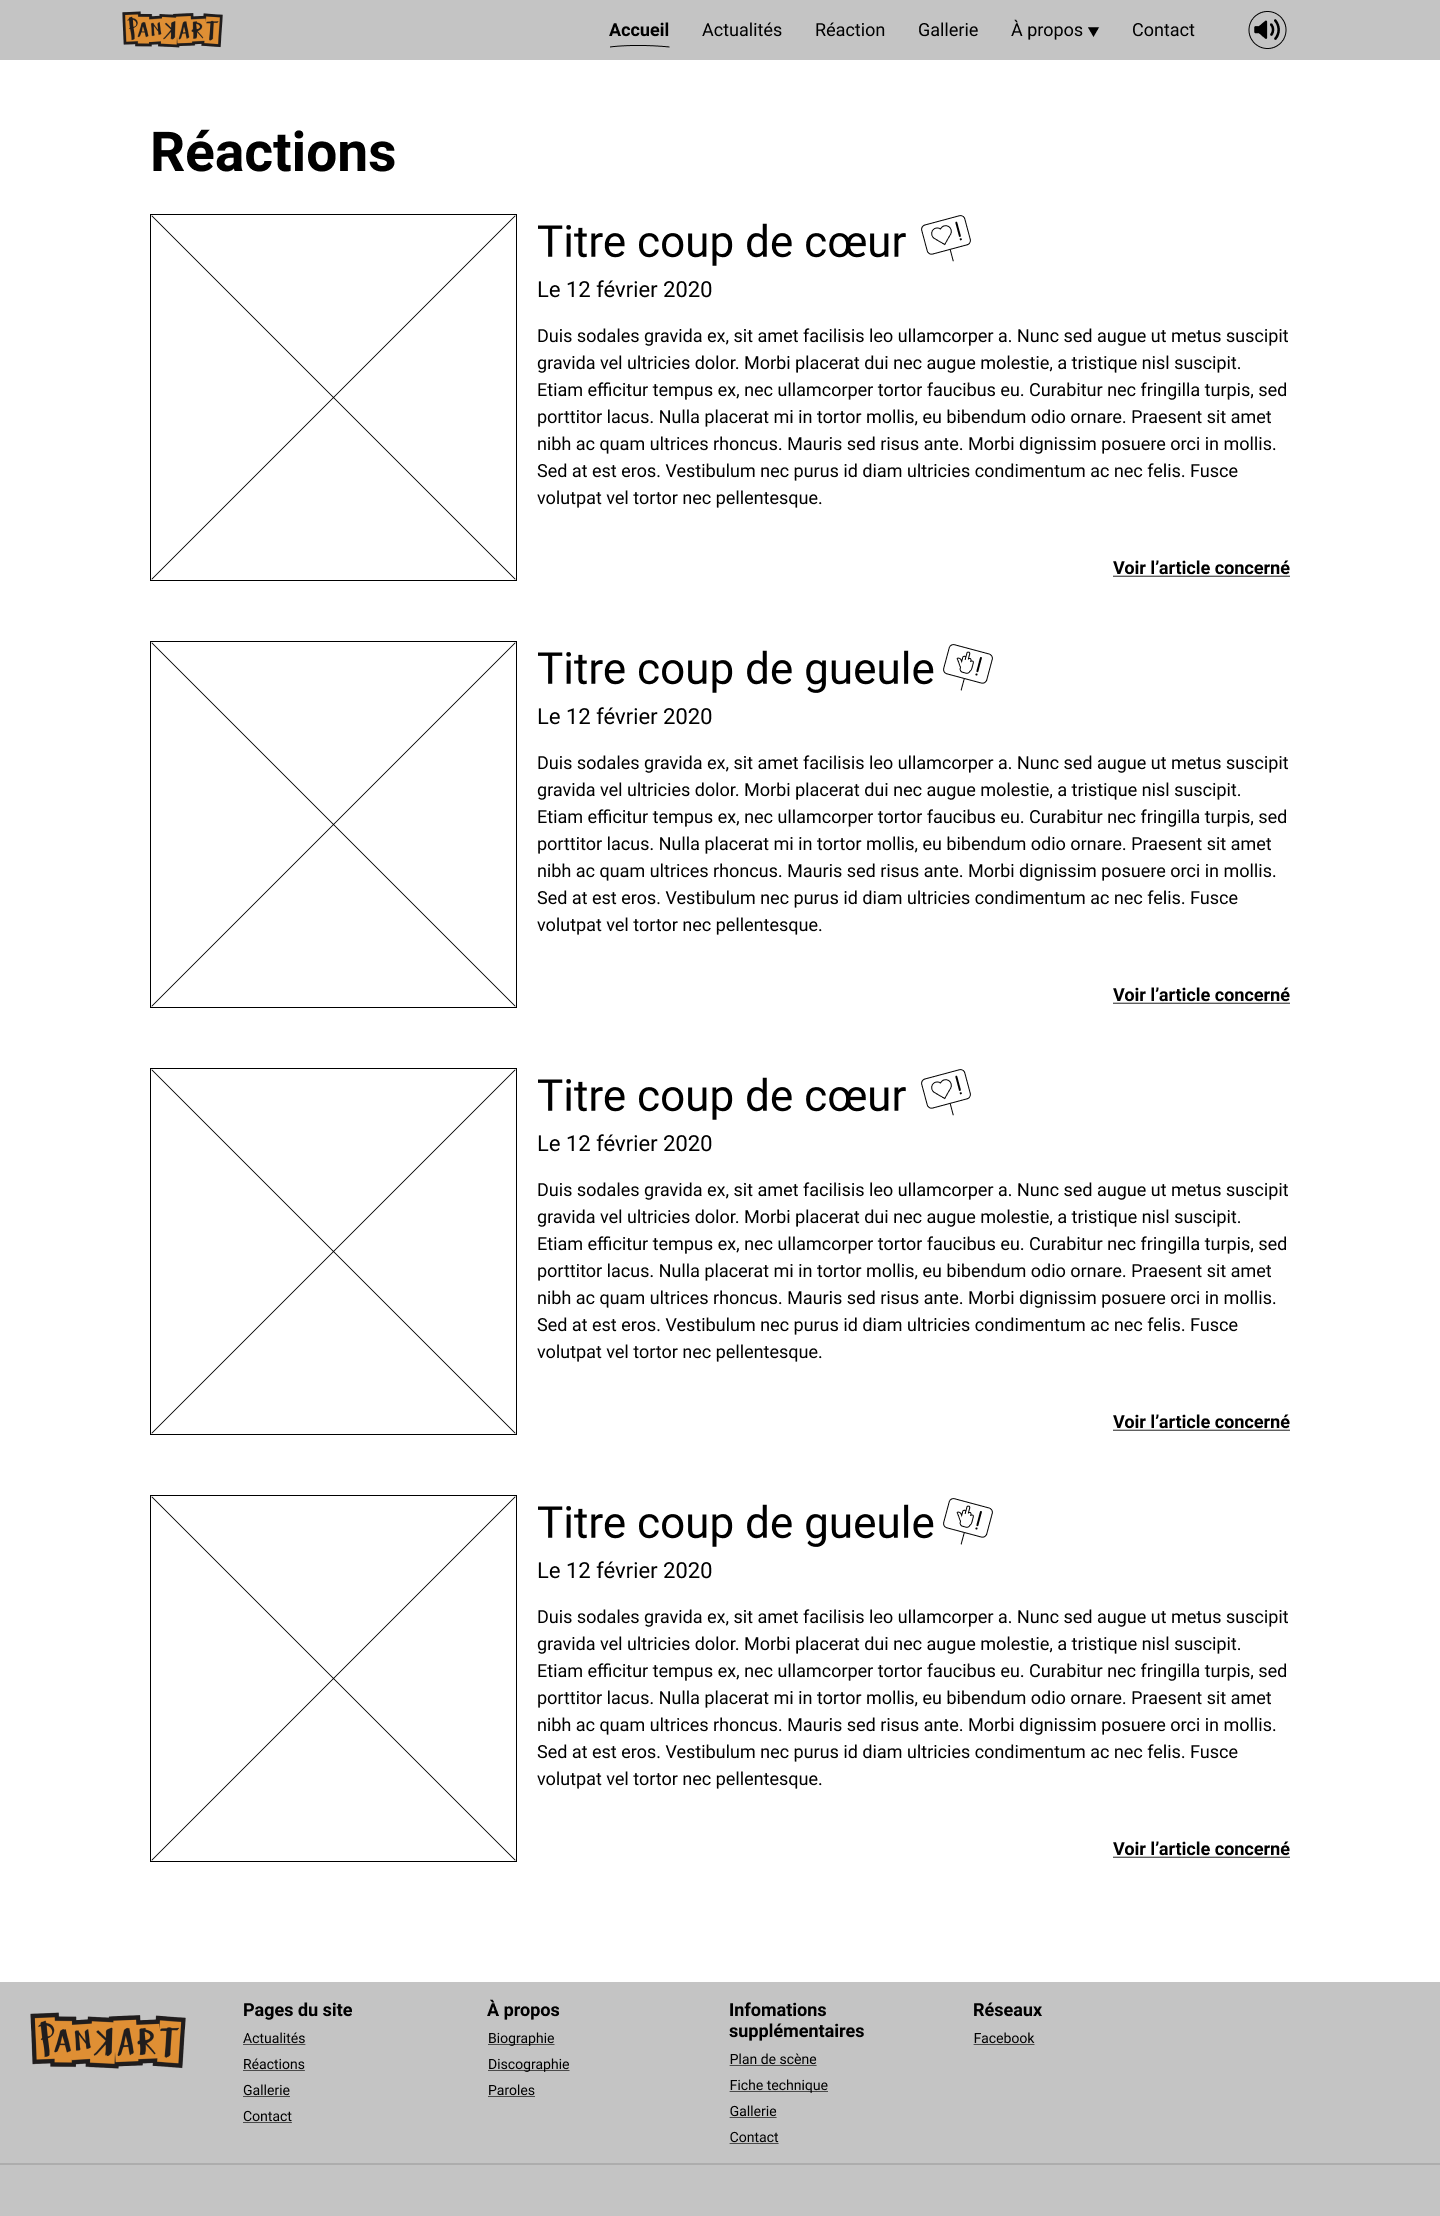 PANKART
Accueil Actualités Réaction Gallerie À propos Contact
Réactions
Titre coup de cœur
Le 12 février 2020
Duis sodales gravida ex, sit amet facilisis leo ullamcorper a. Nunc sed augue ut metus suscipit
gravida vel ultricies dolor. Morbi placerat dui nec augue molestie, a tristique nisl suscipit.
Etiam efficitur tempus ex, nec ullamcorper tortor faucibus eu. Curabitur nec fringilla turpis, sed
porttitor lacus. Nulla placerat mi in tortor mollis, eu bibendum odio ornare. Praesent sit amet
nibh ac quam ultrices rhoncus. Mauris sed risus ante. Morbi dignissim posuere orci in mollis.
Sed at est eros. Vestibulum nec purus id diam ultricies condimentum ac nec felis. Fusce
volutpat vel tortor nec pellentesque.
Voir l’article concerné
Titre coup de gueule
Le 12 février 2020
Duis sodales gravida ex, sit amet facilisis leo ullamcorper a. Nunc sed augue ut metus suscipit
gravida vel ultricies dolor. Morbi placerat dui nec augue molestie, a tristique nisl suscipit.
Etiam efficitur tempus ex, nec ullamcorper tortor faucibus eu. Curabitur nec fringilla turpis, sed
porttitor lacus. Nulla placerat mi in tortor mollis, eu bibendum odio ornare. Praesent sit amet
nibh ac quam ultrices rhoncus. Mauris sed risus ante. Morbi dignissim posuere orci in mollis.
Sed at est eros. Vestibulum nec purus id diam ultricies condimentum ac nec felis. Fusce
volutpat vel tortor nec pellentesque.
Voir l’article concerné
Titre coup de cœur
Le 12 février 2020
Duis sodales gravida ex, sit amet facilisis leo ullamcorper a. Nunc sed augue ut metus suscipit
gravida vel ultricies dolor. Morbi placerat dui nec augue molestie, a tristique nisl suscipit.
Etiam efficitur tempus ex, nec ullamcorper tortor faucibus eu. Curabitur nec fringilla turpis, sed
porttitor lacus. Nulla placerat mi in tortor mollis, eu bibendum odio ornare. Praesent sit amet
nibh ac quam ultrices rhoncus. Mauris sed risus ante. Morbi dignissim posuere orci in mollis.
Sed at est eros. Vestibulum nec purus id diam ultricies condimentum ac nec felis. Fusce
volutpat vel tortor nec pellentesque.
Voir l’article concerné
Titre coup de gueule
Le 12 février 2020
Duis sodales gravida ex, sit amet facilisis leo ullamcorper a. Nunc sed augue ut metus suscipit
gravida vel ultricies dolor. Morbi placerat dui nec augue molestie, a tristique nisl suscipit.
Etiam efficitur tempus ex, nec ullamcorper tortor faucibus eu. Curabitur nec fringilla turpis, sed
porttitor lacus. Nulla placerat mi in tortor mollis, eu bibendum odio ornare. Praesent sit amet
nibh ac quam ultrices rhoncus. Mauris sed risus ante. Morbi dignissim posuere orci in mollis.
Sed at est eros. Vestibulum nec purus id diam ultricies condimentum ac nec felis. Fusce
volutpat vel tortor nec pellentesque.
Voir l’article concerné
PANKART
Pages du site
Actualités
Réactions
Gallerie
Contact
À propos
Biographie
Discographie
Paroles
Infomations
supplémentaires
Plan de scène
Fiche technique
Gallerie
Contact
Réseaux
Facebook